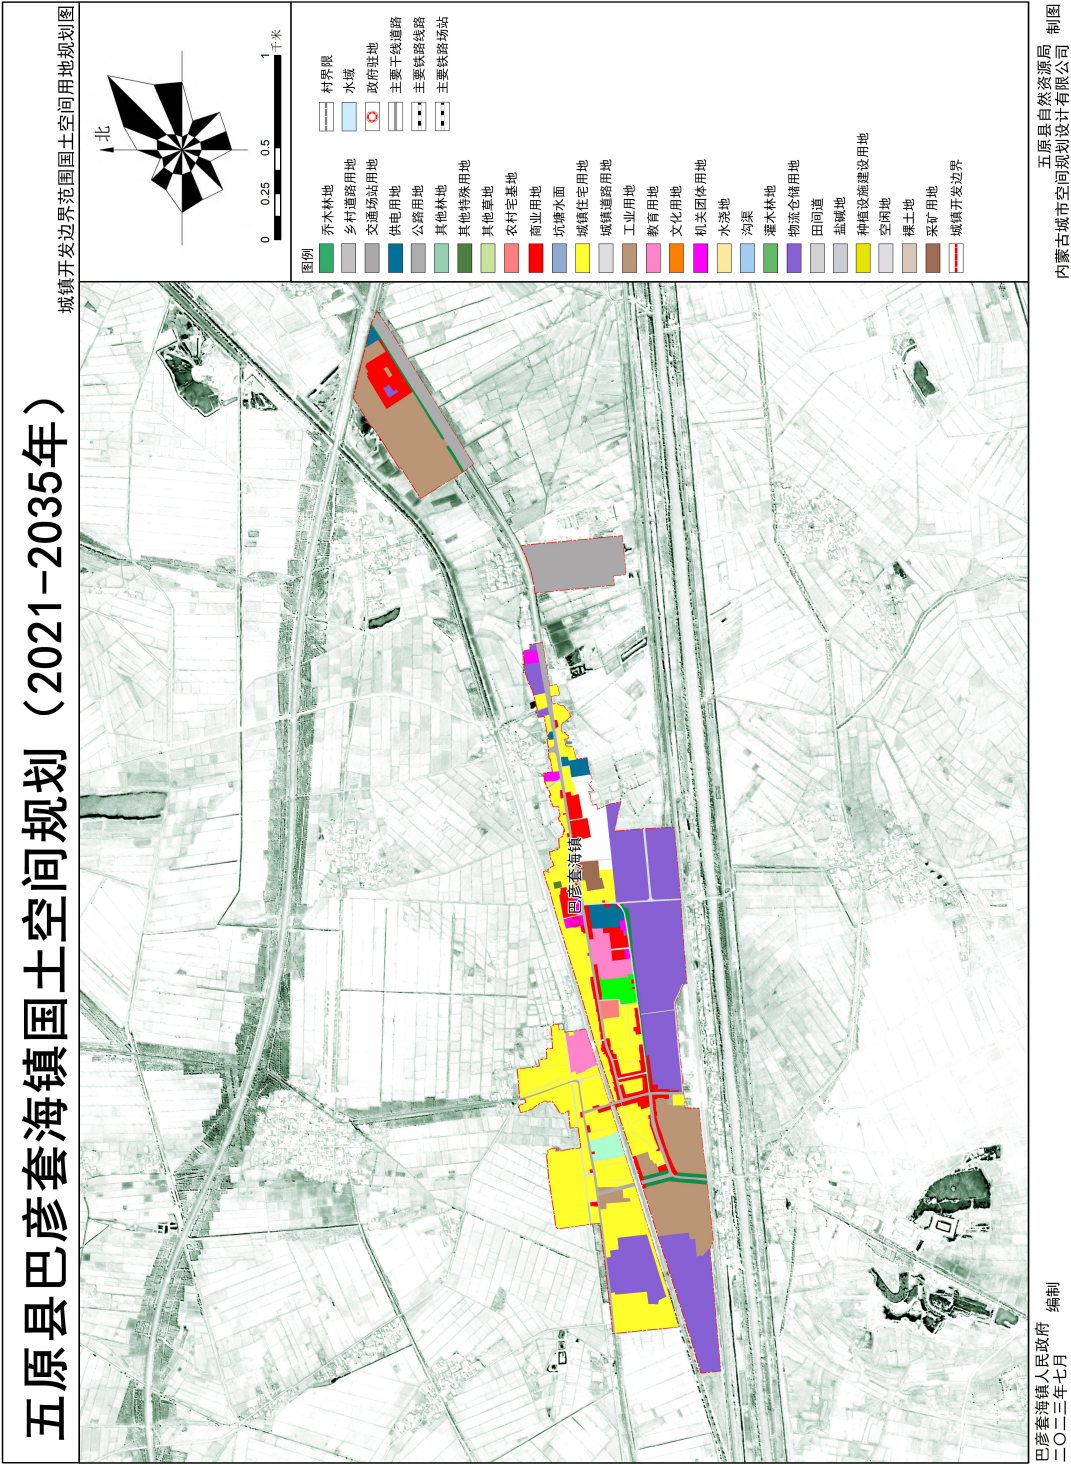 五原县巴彦套海镇国土空间规划（2021-2035年）
城镇开发边界范围国土空间用地规划图
北
0 0.25 0.5 1
千米
图例
乔木林地
乡村道路用地
交通场站用地
供电用地
公路用地
其他林地
其他特殊用地
其他草地
农村宅基地
商业用地
坑塘水面
城镇住宅用地
城镇道路用地
工业用地
教育用地
文化用地
机关团体用地
水浇地
沟渠
灌木林地
物流仓储用地
田间道
盐碱地
种植设施建设用地
空闲地
裸土地
采矿用地
城镇开发边界
村界限
水域
政府驻地
主要干线道路
主要铁路线路
主要铁路场站
巴彦套海镇
巴彦套海镇人民政府 编制
二〇二三年七月
五原县自然资源局 制图
内蒙古城市空间规划设计有限公司